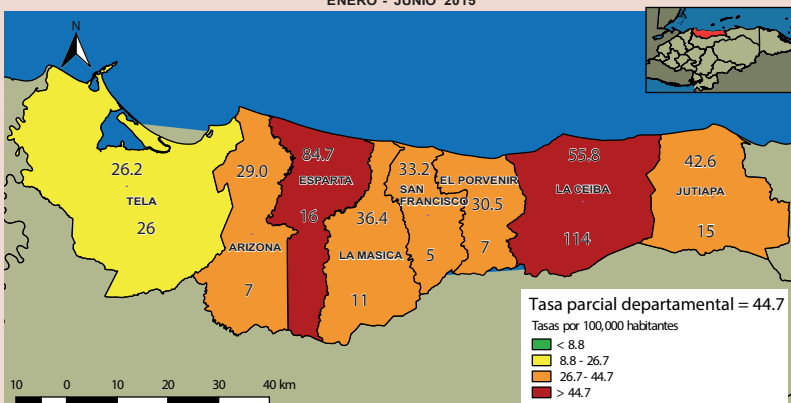 ENERO - JUNIO 2015
N
26.2
TELA
26
29.0
ARIZONA
7
84.7
ESPARTA
16
36.4
LA MASICA
11
33.2
SAN
FRANCISCO
5
EL PORVENIR
30.5
7
55.8
LA CEIBA
114
42.6
JUTIAPA
15
Tasa parcial departamental = 44.7
Tasas por 100,000 habitantes
< 8.8
8.8 - 26.7
26.7 - 44.7
> 44.7
10 0 10 20 30 40 km